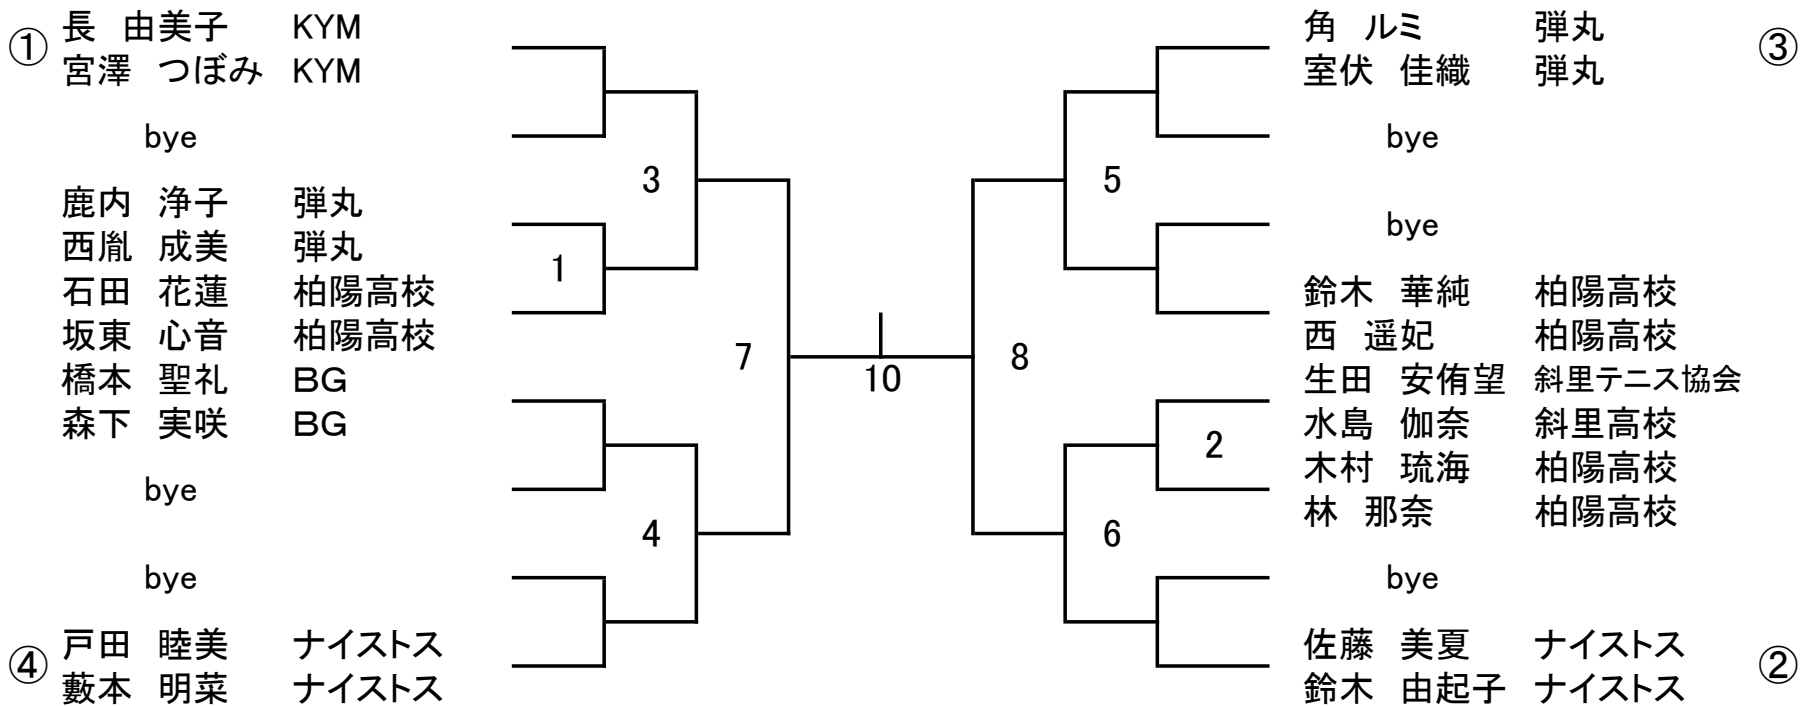 ① 長 由美子 KYM
宮澤 つぼみ KYM
bye
鹿内 浄子 弾丸
西胤 成美 弾丸
石田 花蓮 柏陽高校
坂東 心音 柏陽高校
橋本 聖礼 BG
森下 実咲 BG
bye
bye
④ 戸田 睦美 ナイストス
藪本 明菜 ナイストス
3
1
7
4
10
8
5
2
6
角 ルミ 弾丸 ③
室伏 佳織 弾丸
bye
bye
鈴木 華純 柏陽高校
西 遥妃 柏陽高校
生田 安侑望 斜里テニス協会
水島 伽奈 斜里高校
木村 琉海 柏陽高校
林 那奈 柏陽高校
bye
佐藤 美夏 ナイストス ②
鈴木 由起子 ナイストス